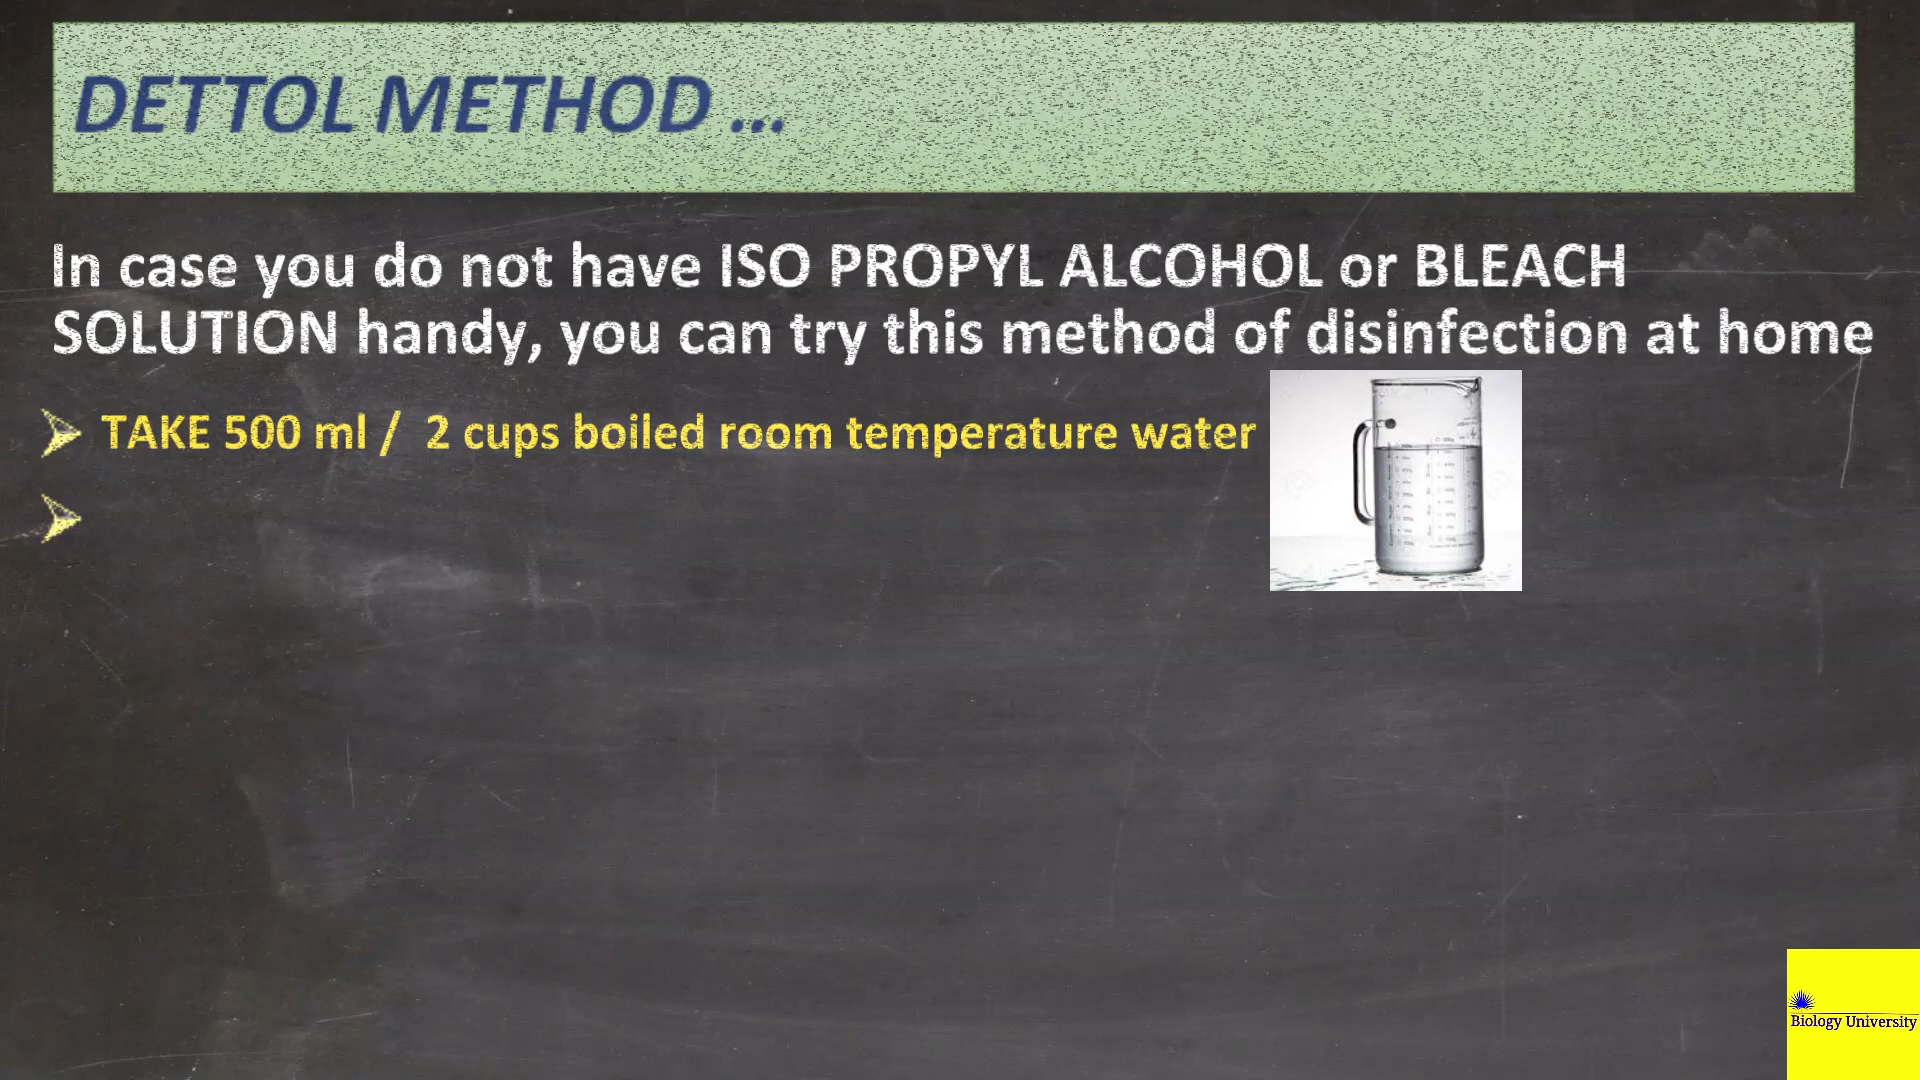 DETTOL METHOD ...
In case you do not have ISO PROPYL ALCOHOL or BLEACH
SOLUTION handy, you can try this method of disinfection at home
TAKE 500 ml /  2 cups boiled room temperature water
Biology University